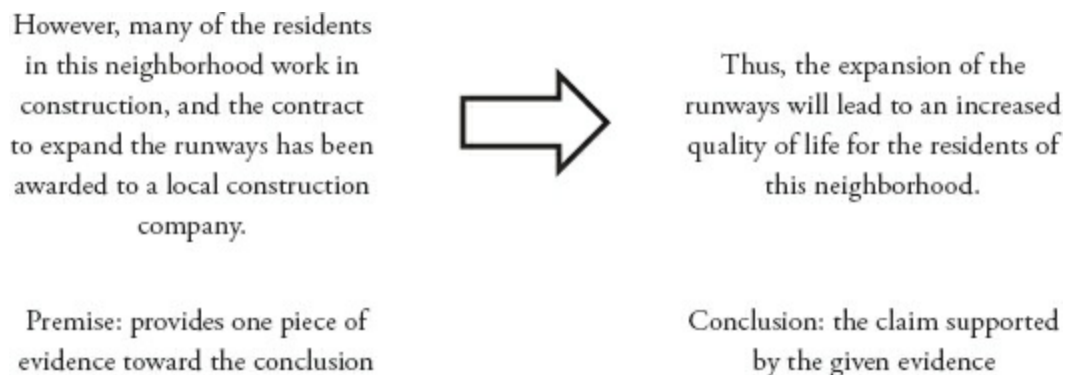 However, many of the residents
in this neighborhood work in
construction, and the contract
to expand the runways has been
awarded to a local construction
company.
Thus, the expansion of the
runways will lead to an increased
quality of life for the residents of
this neighborhood.
Premise: provides one piece of
evidence toward the conclusion
Conclusion: the claim supported
by the given evidence